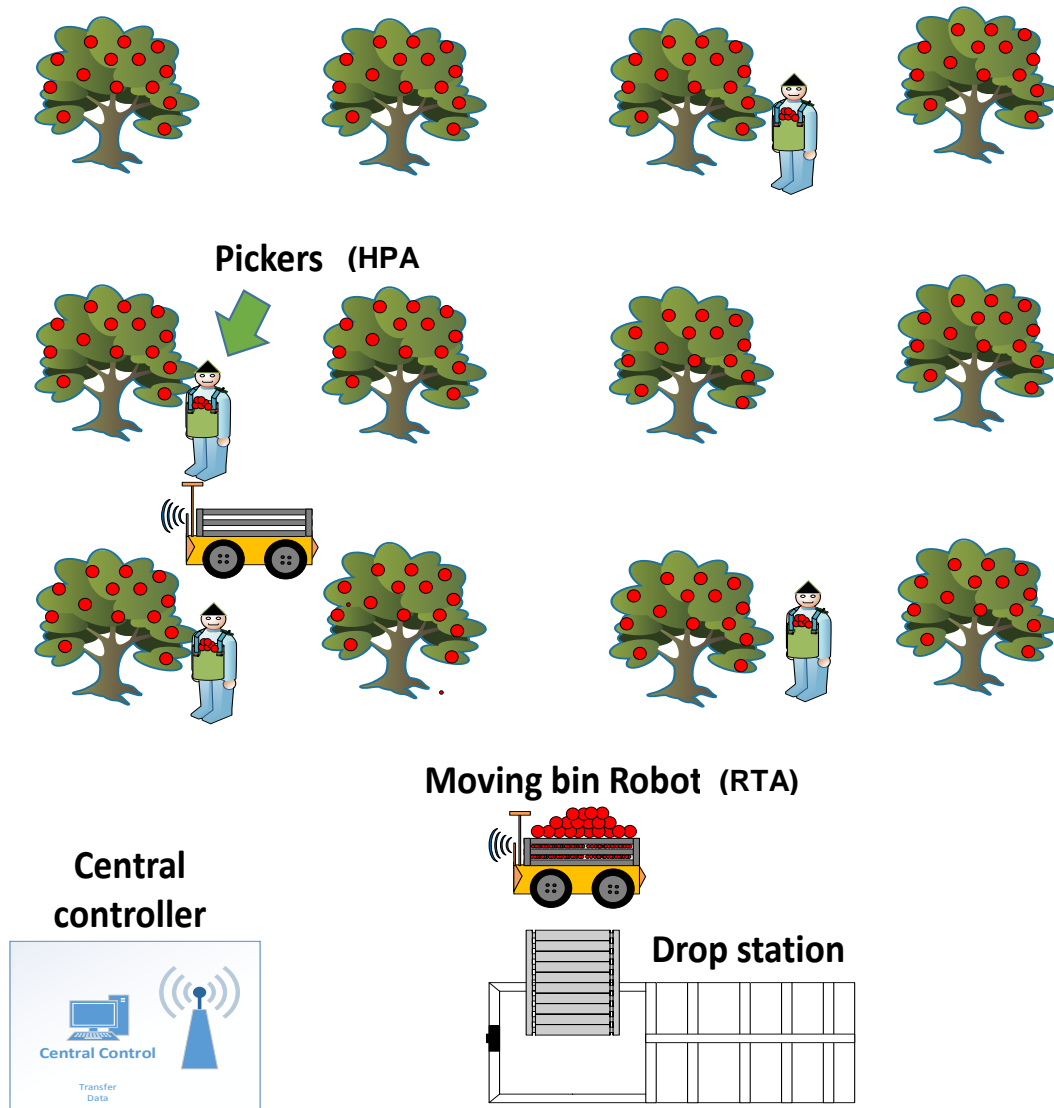 Pickers (HPA
Moving bin Robot (RTA)
Central
controller
Drop station
Central Control
Transfer
Data